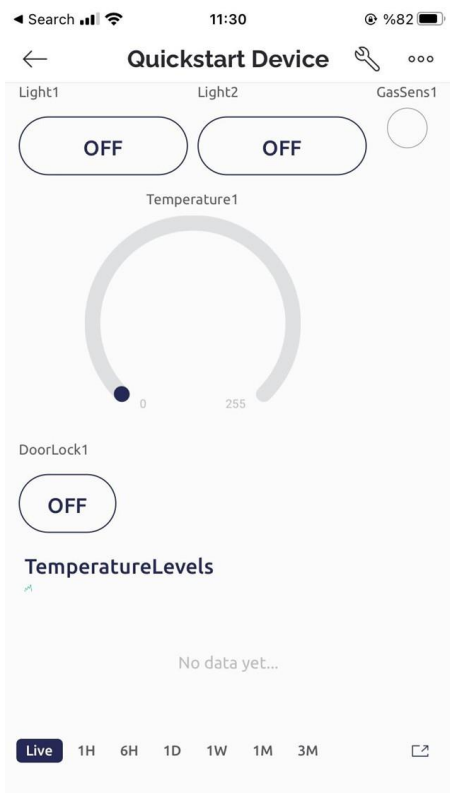 ◀ Search 11:30 %82
Quickstart Device
Light1 Light2 GasSens1
OFF OFF
Temperature1
0 255
DoorLock1
OFF
TemperatureLevels
No data yet...
Live 1H 6H 1D 1W 1M 3M